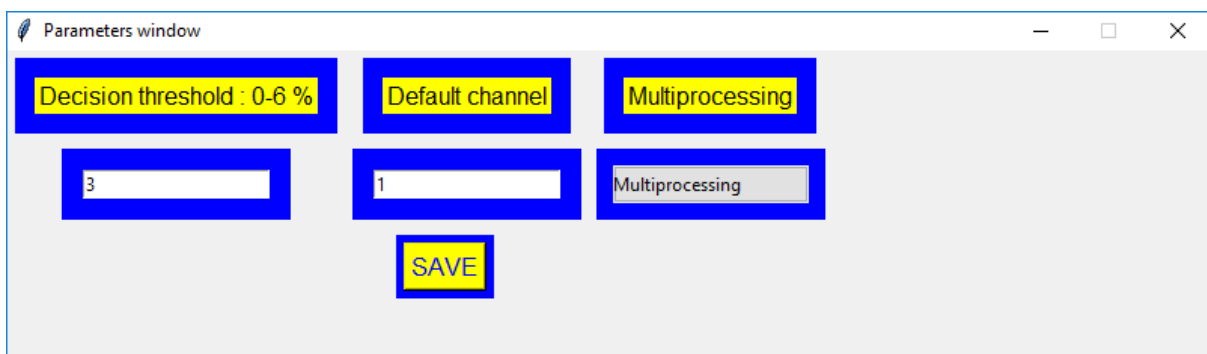 Parameters window
Decision threshold : 0-6 %
Default channel
Multiprocessing
3
1
Multiprocessing
SAVE